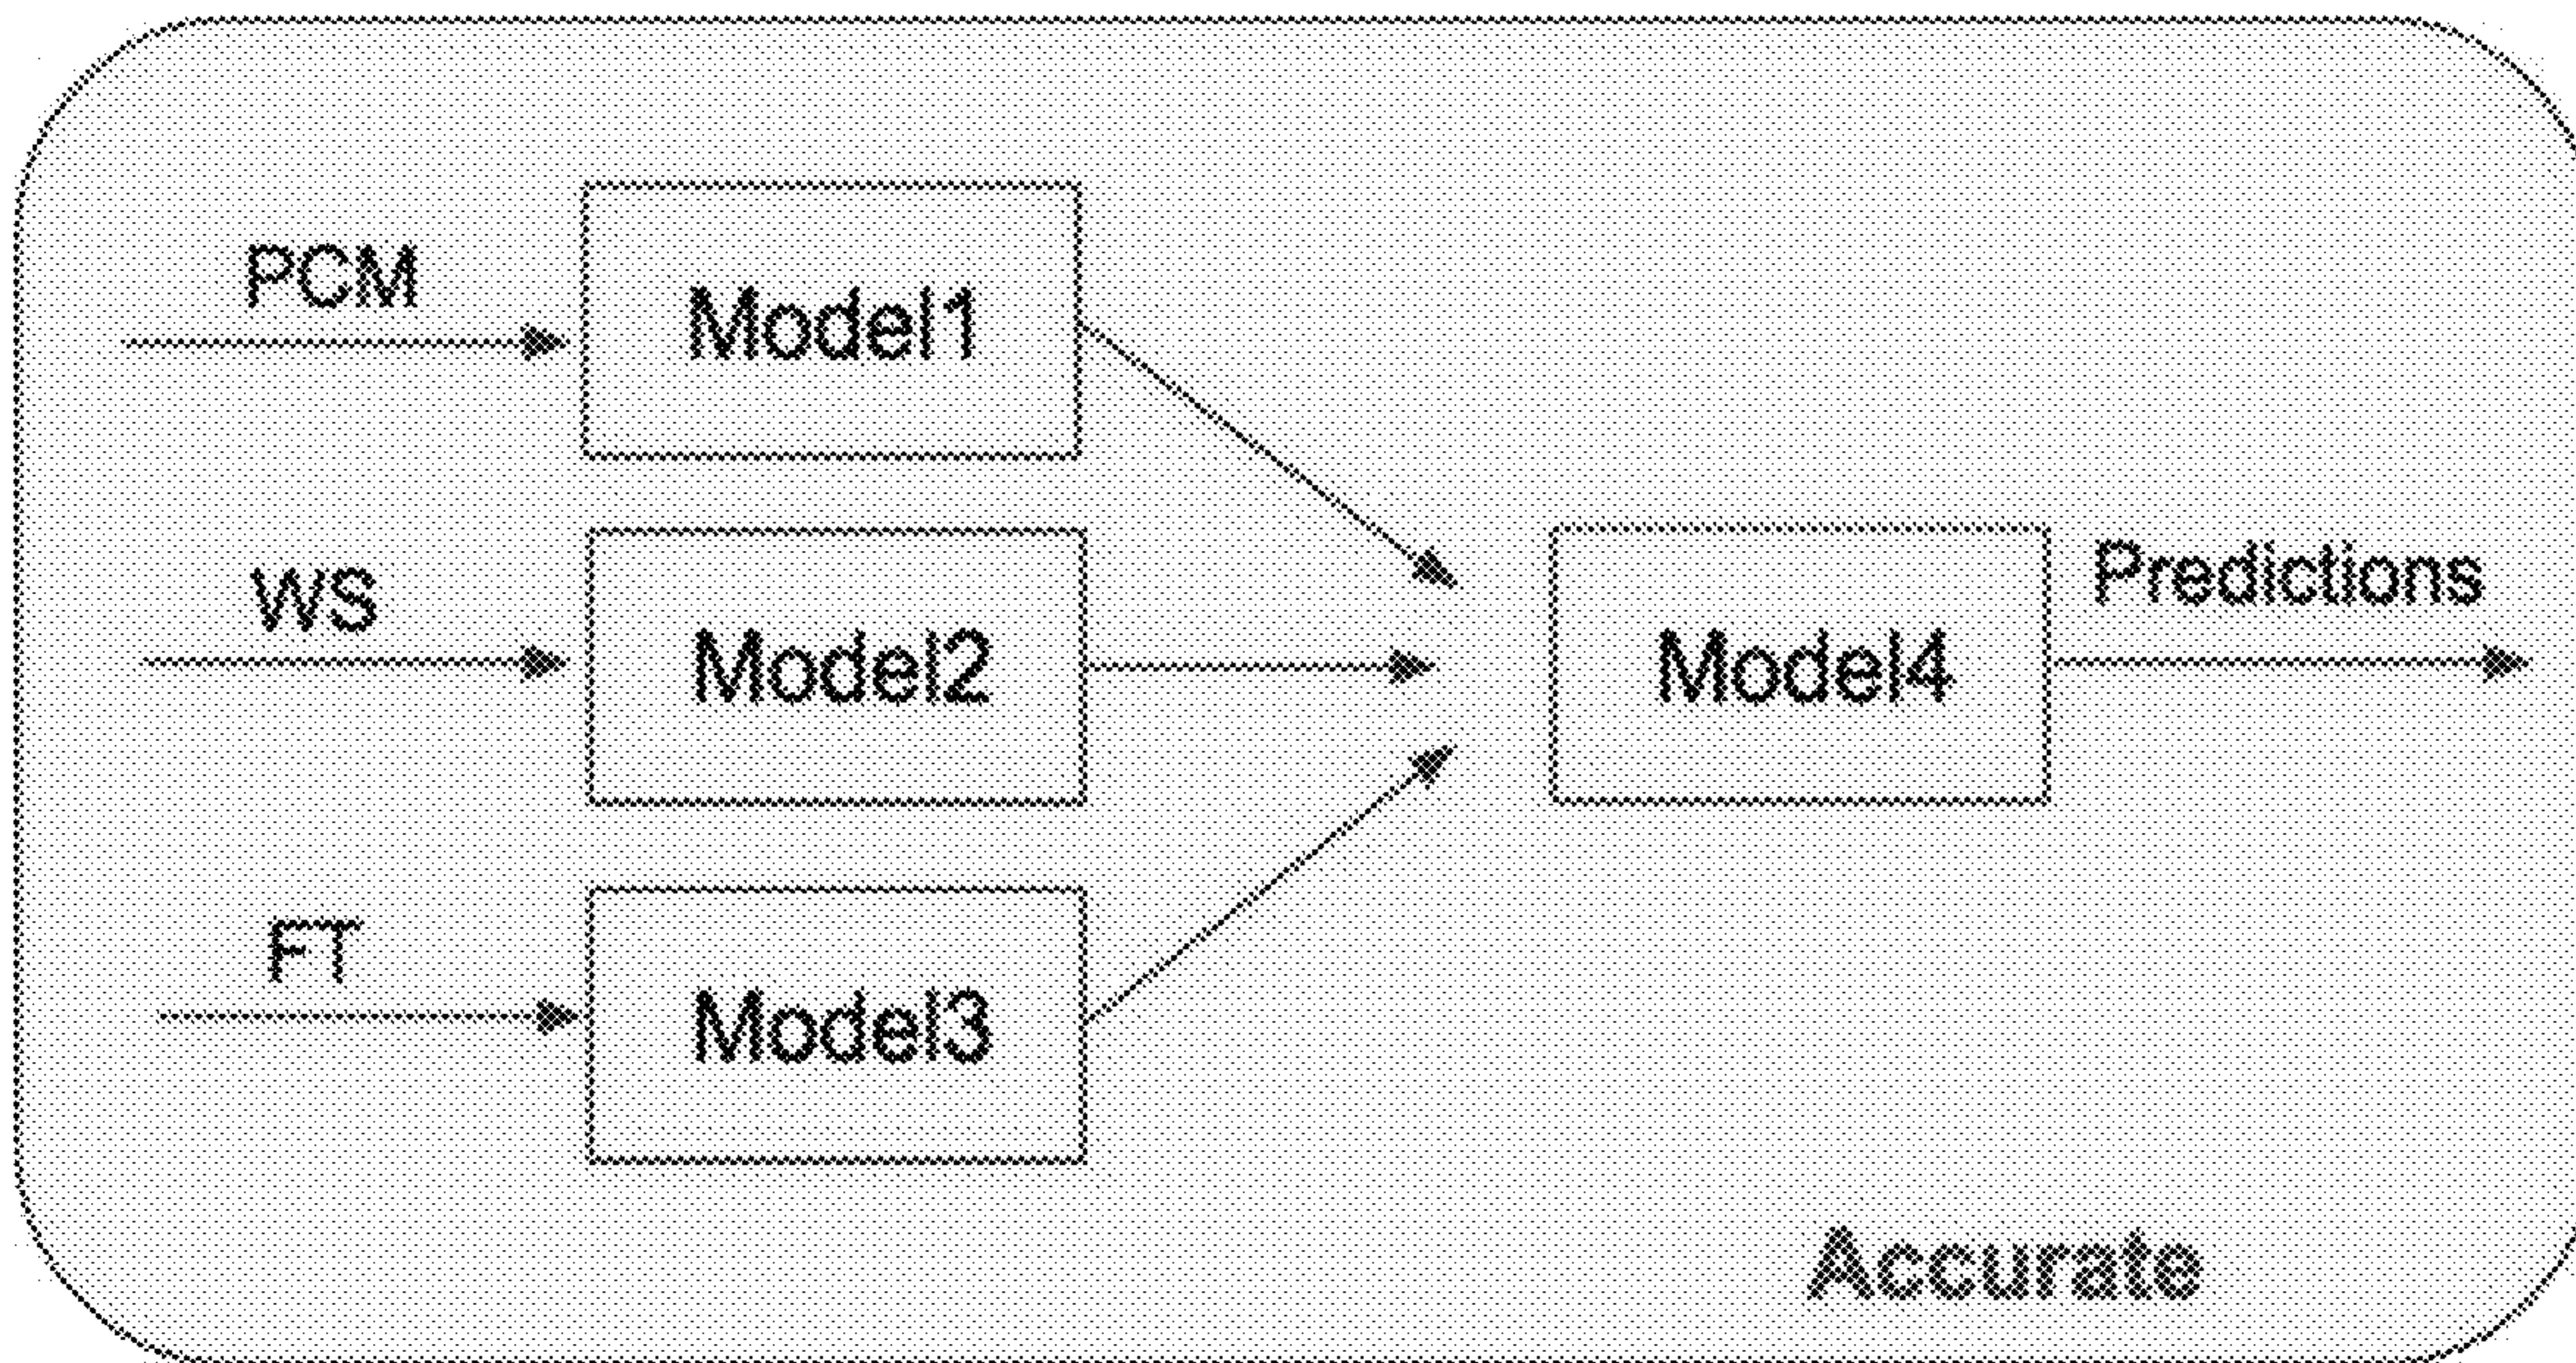 PCM
Model1
WS
Model2
Model4
Predictions
FT
Model3
Accurate